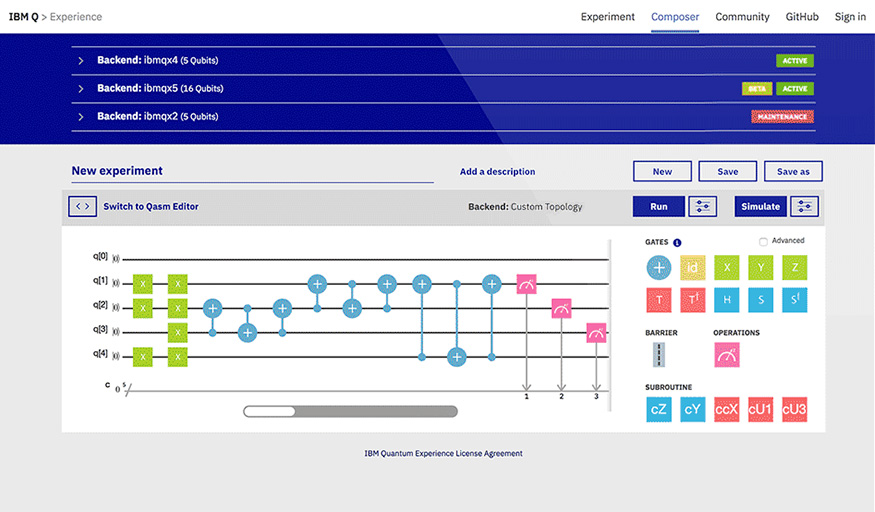 IBM Q > Experience
Experiment Composer Community GitHub Sign in
Backend: ibmqx4 (5 Qubits) ACTIVE
Backend: ibmqx5 (16 Qubits) BETA ACTIVE
Backend: ibmqx2 (5 Qubits) MAINTENANCE
New experiment Add a description New Save Save as
Switch to Qasm Editor Backend: Custom Topology Run Simulate
GATES Advanced
q[0] |0⟩
q[1] |0⟩ X X
q[2] |0⟩ X X
q[3] |0⟩ X
q[4] |0⟩ X X
c 0 5
1 2 3
id X Y Z
T T† H S S†
BARRIER OPERATIONS
SUBROUTINE
cZ cY ccX cU1 cU3
IBM Quantum Experience License Agreement